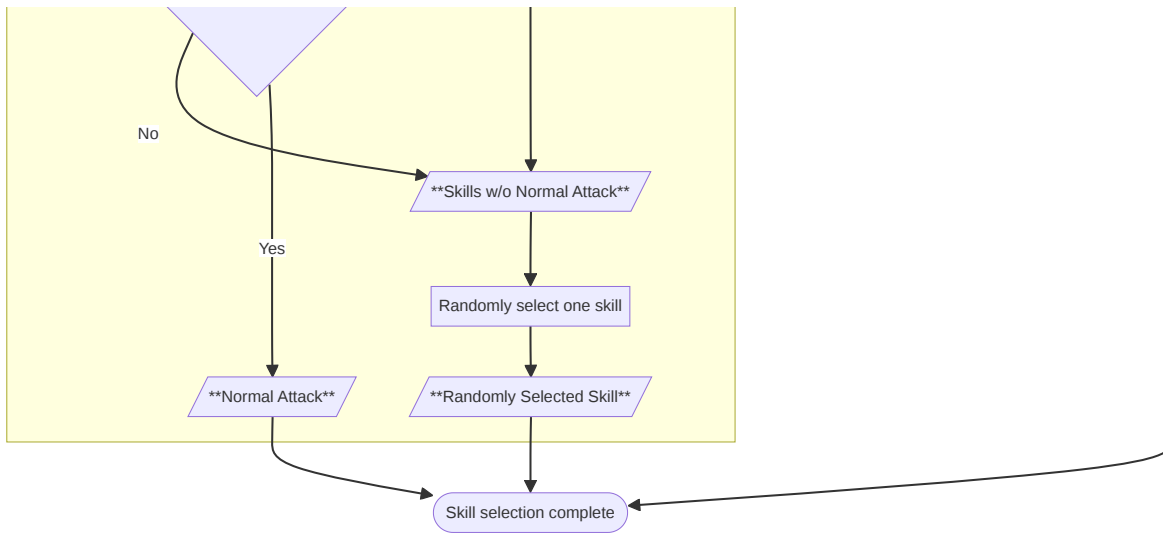 No
**Skills w/o Normal Attack**
Yes
Randomly select one skill
**Normal Attack**
**Randomly Selected Skill**
Skill selection complete